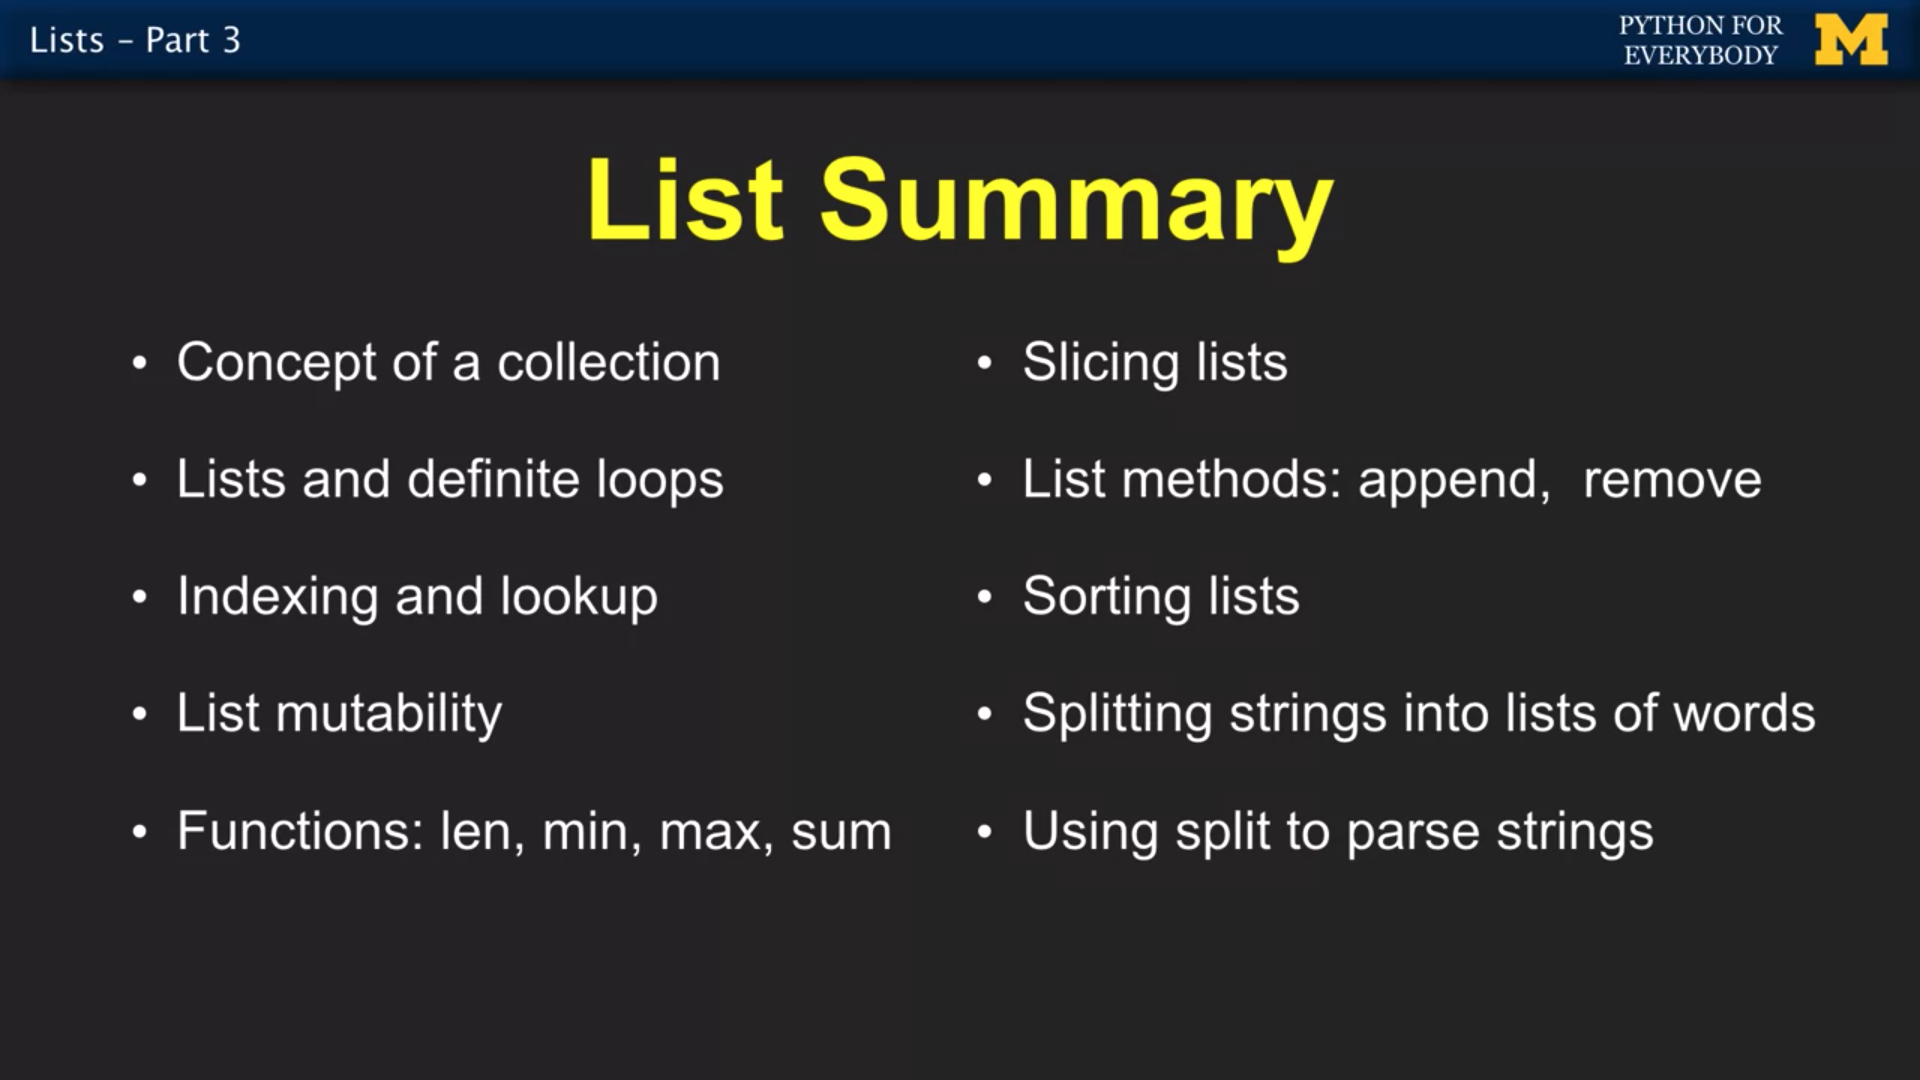 Lists – Part 3
PYTHON FOR
EVERYBODY
M
List Summary
• Concept of a collection
• Lists and definite loops
• Indexing and lookup
• List mutability
• Functions: len, min, max, sum
• Slicing lists
• List methods: append,  remove
• Sorting lists
• Splitting strings into lists of words
• Using split to parse strings